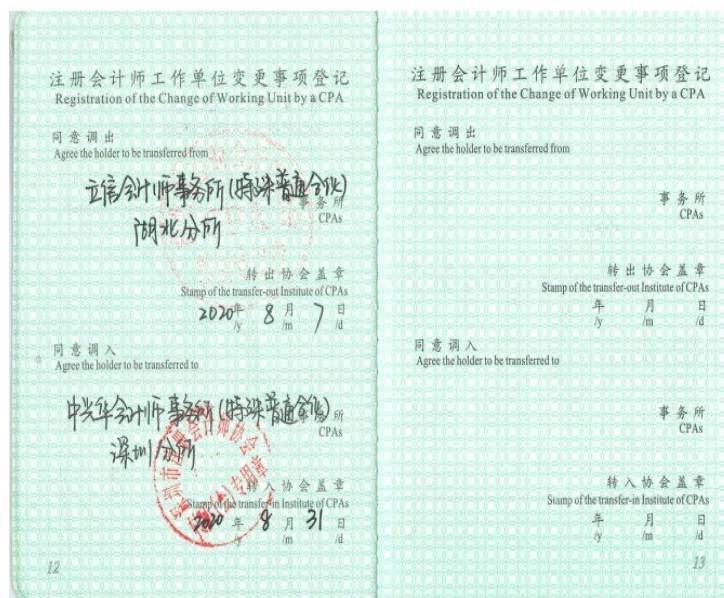 注册会计师工作单位变更事项登记
Registration of the Change of Working Unit by a CPA
同意调出
Agree the holder to be transferred from
立信会计师事务所(特殊普通合伙)
湖北分所
事务所
CPAs
转出协会盖章
Stamp of the transfer-out Institute of CPAs
2020年 8月 7日
/y /m /d
同意调入
Agree the holder to be transferred to
中兴华会计师事务所(特殊普通合伙)
深圳分所
事务所
CPAs
转入协会盖章
Stamp of the transfer-in Institute of CPAs
2020年 8月 31日
/y /m /d
12
注册会计师工作单位变更事项登记
Registration of the Change of Working Unit by a CPA
同意调出
Agree the holder to be transferred from
事务所
CPAs
转出协会盖章
Stamp of the transfer-out Institute of CPAs
年 月 日
/y /m /d
同意调入
Agree the holder to be transferred to
事务所
CPAs
转入协会盖章
Stamp of the transfer-in Institute of CPAs
年 月 日
/y /m /d
13